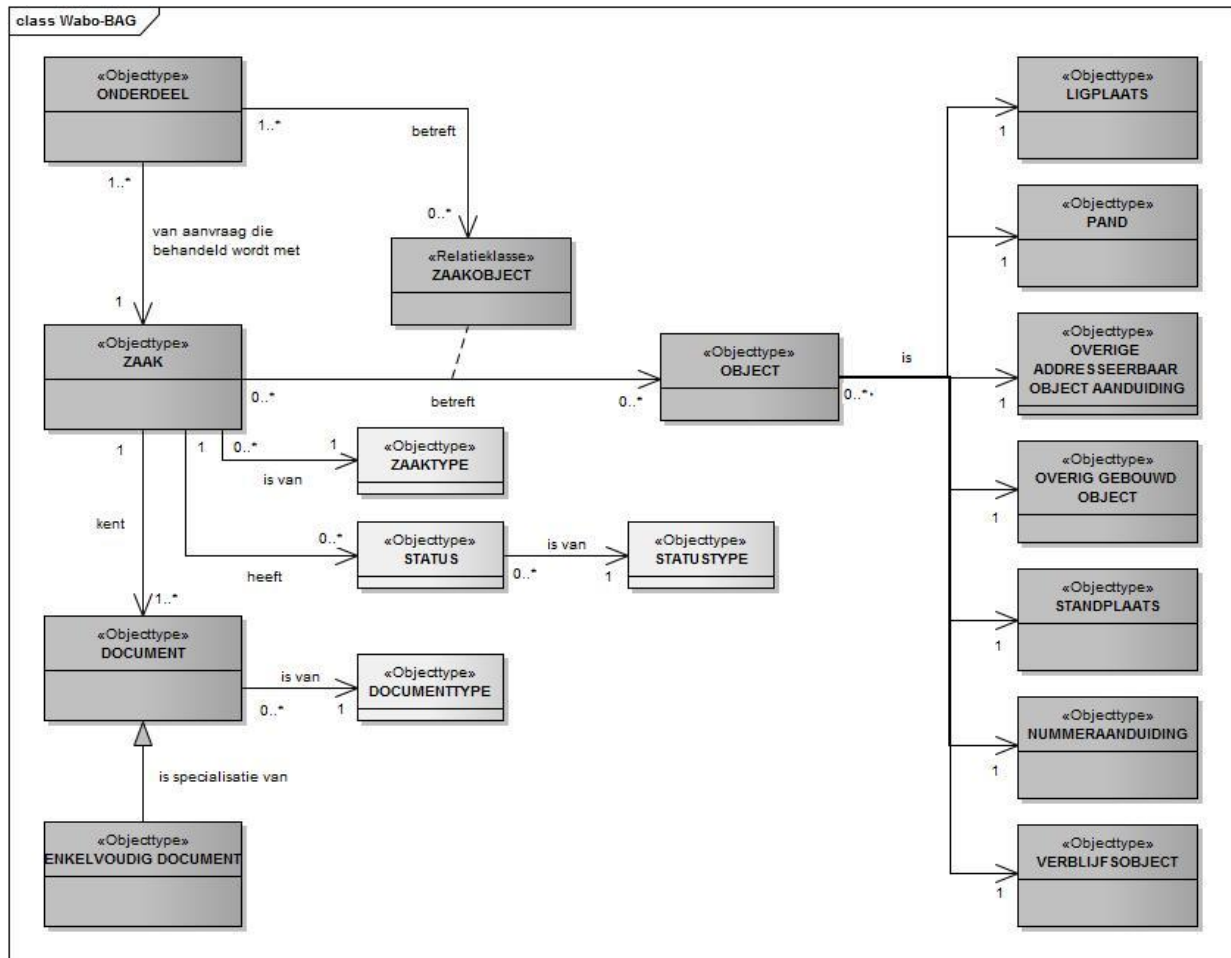 class Wabo-BAG
«Objecttype»
ONDERDEEL
1..*
betreft
0..*
1..*
van aanvraag die
behandeld wordt met
1
«Relatieklasse»
ZAAKOBJECT
«Objecttype»
ZAAK
0..*
betreft
0..*
«Objecttype»
OBJECT
is
0..*
1
1
0..*
1
is van
«Objecttype»
ZAAKTYPE
kent
0..*
heeft
«Objecttype»
STATUS
is van
0..*
1
«Objecttype»
STATUSTYPE
1..*
«Objecttype»
DOCUMENT
is van
0..*
1
«Objecttype»
DOCUMENTTYPE
is specialisatie van
«Objecttype»
ENKELVOUDIG DOCUMENT
«Objecttype»
LIGPLAATS
1
«Objecttype»
PAND
1
«Objecttype»
OVERIGE
ADDRESSEERBAAR
OBJECT AANDUIDING
1
«Objecttype»
OVERIG GEBOUWD
OBJECT
1
«Objecttype»
STANDPLAATS
1
«Objecttype»
NUMMERAANDUIDING
1
«Objecttype»
VERBLIJFSOBJECT
1